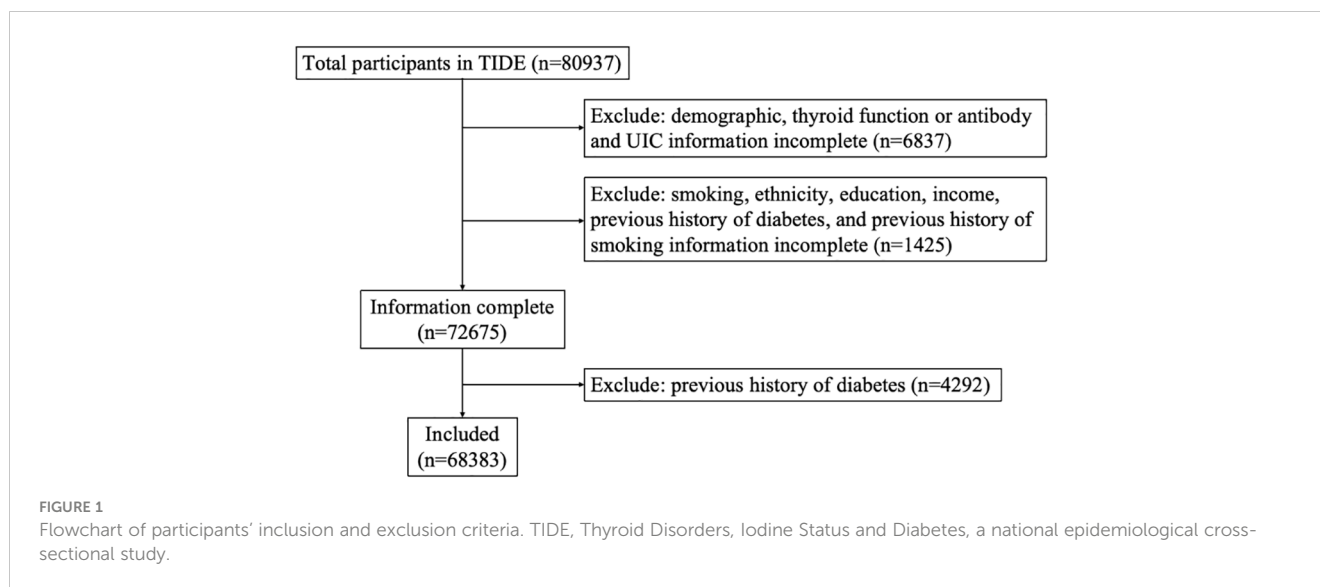 Total participants in TIDE (n=80937)
Exclude: demographic, thyroid function or antibody
and UIC information incomplete (n=6837)
Exclude: smoking, ethnicity, education, income,
previous history of diabetes, and previous history of
smoking information incomplete (n=1425)
Information complete
(n=72675)
Exclude: previous history of diabetes (n=4292)
Included
(n=68383)
FIGURE 1
Flowchart of participants’ inclusion and exclusion criteria. TIDE, Thyroid Disorders, Iodine Status and Diabetes, a national epidemiological cross-
sectional study.